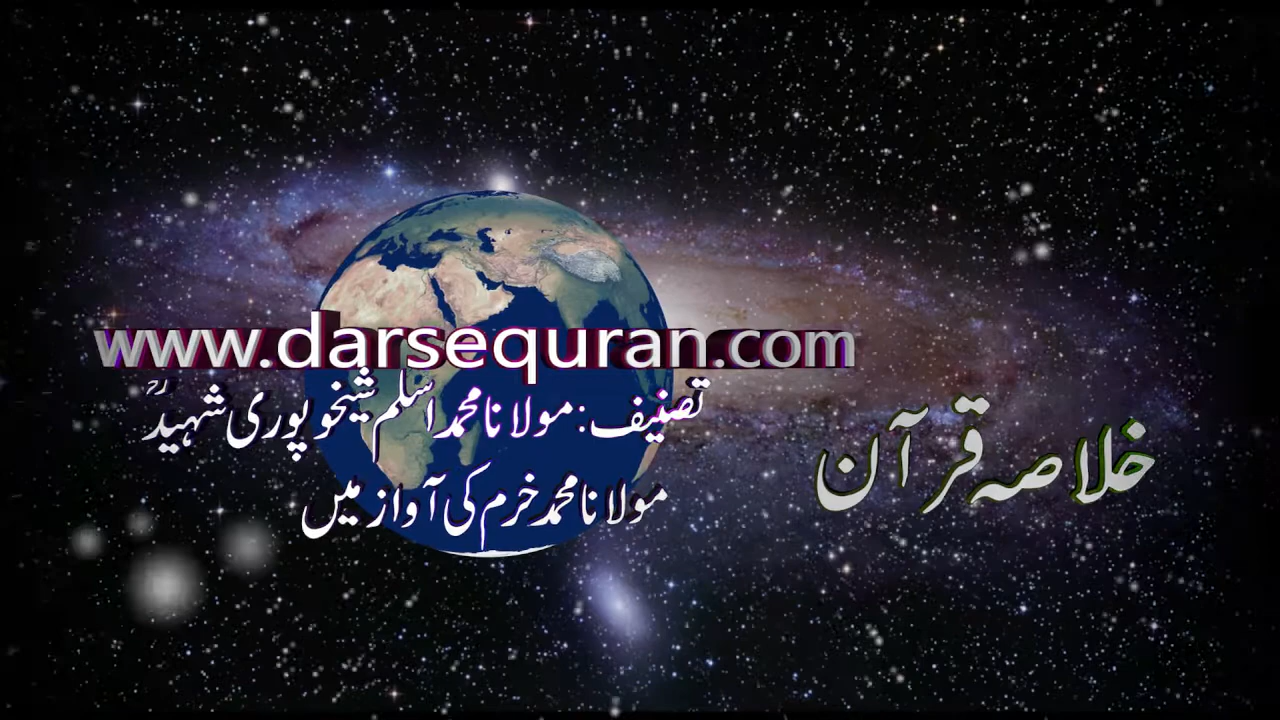 www.darsequran.com
تصنیف: مولانا محمد اسلم شیخوپوری شہیدؒ
مولانا محمد خرم کی آواز میں
خلاصہ قرآن